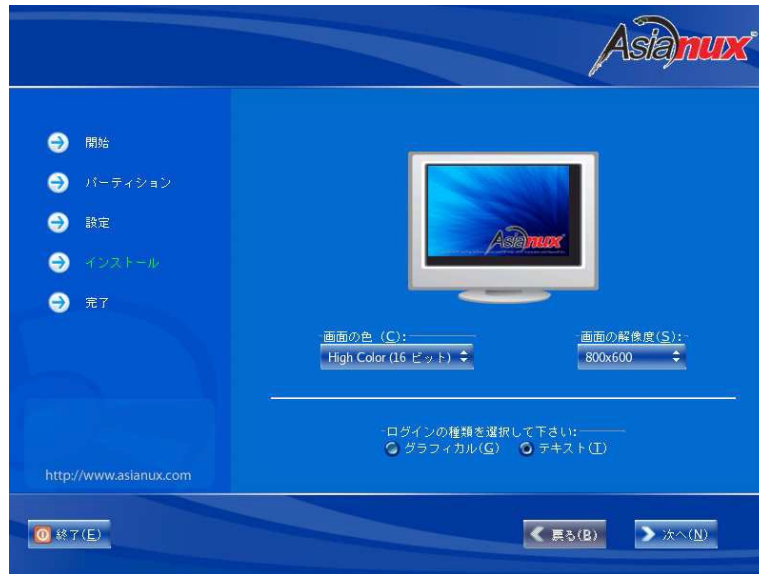 Asianux
開始
パーティション
設定
インストール
完了
http://www.asianux.com
Asianux
画面の色 (C):
High Color (16 ビット)
画面の解像度(S):
800x600
ログインの種類を選択して下さい:
グラフィカル(G) テキスト(T)
終了(E)
戻る(B)
次へ(N)